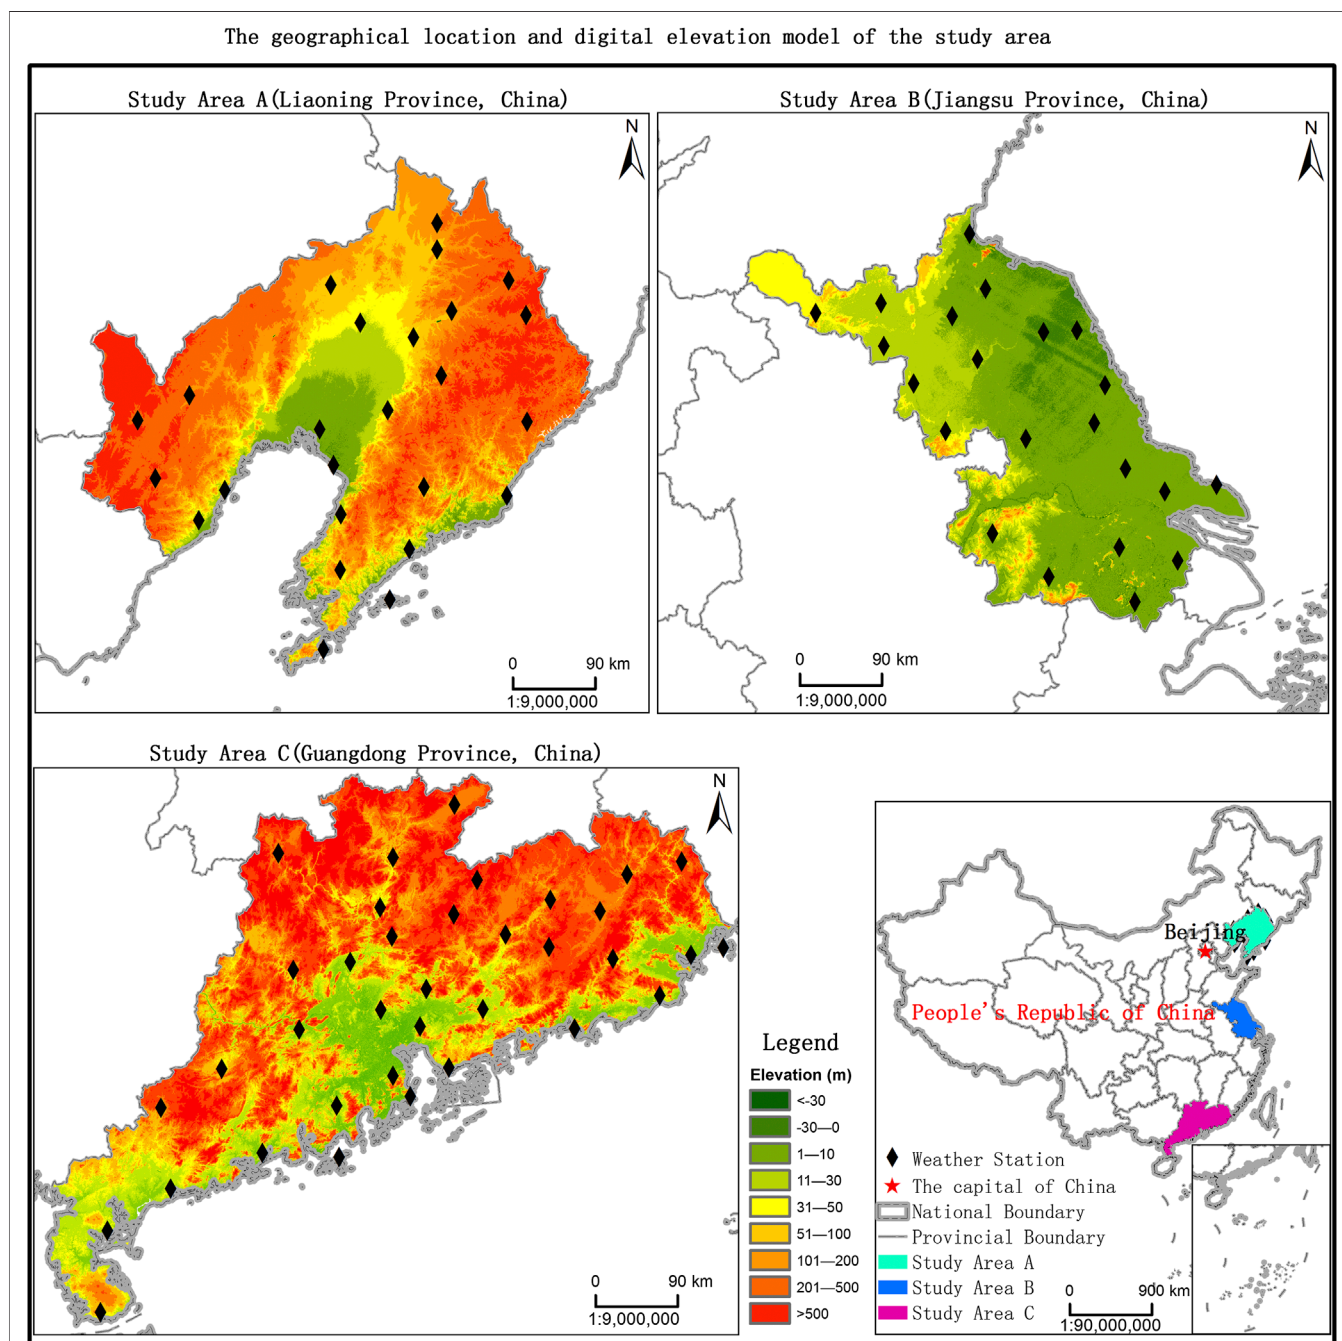 The geographical location and digital elevation model of the study area
Study Area A(Liaoning Province, China)
N
0 90 km
1:9,000,000
Study Area B(Jiangsu Province, China)
N
0 90 km
1:9,000,000
Study Area C(Guangdong Province, China)
N
0 90 km
1:9,000,000
Legend
Elevation (m)
<-30
-30—0
1—10
11—30
31—50
51—100
101—200
201—500
>500
Beijing
People's Republic of China
Weather Station
The capital of China
National Boundary
Provincial Boundary
Study Area A
Study Area B
Study Area C
0 900 km
1:90,000,000